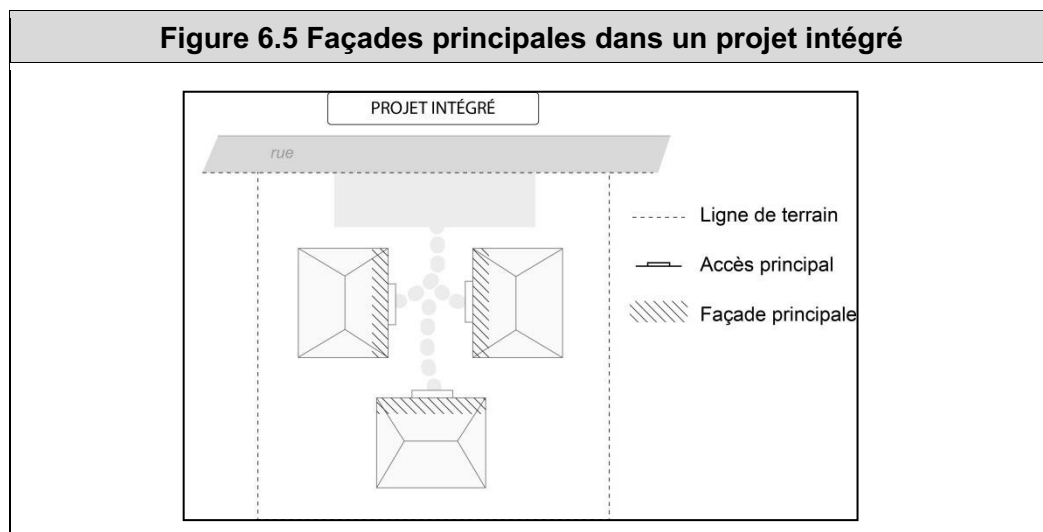 Figure 6.5 Façades principales dans un projet intégré
PROJET INTÉGRÉ
rue
Ligne de terrain
Accès principal
Façade principale